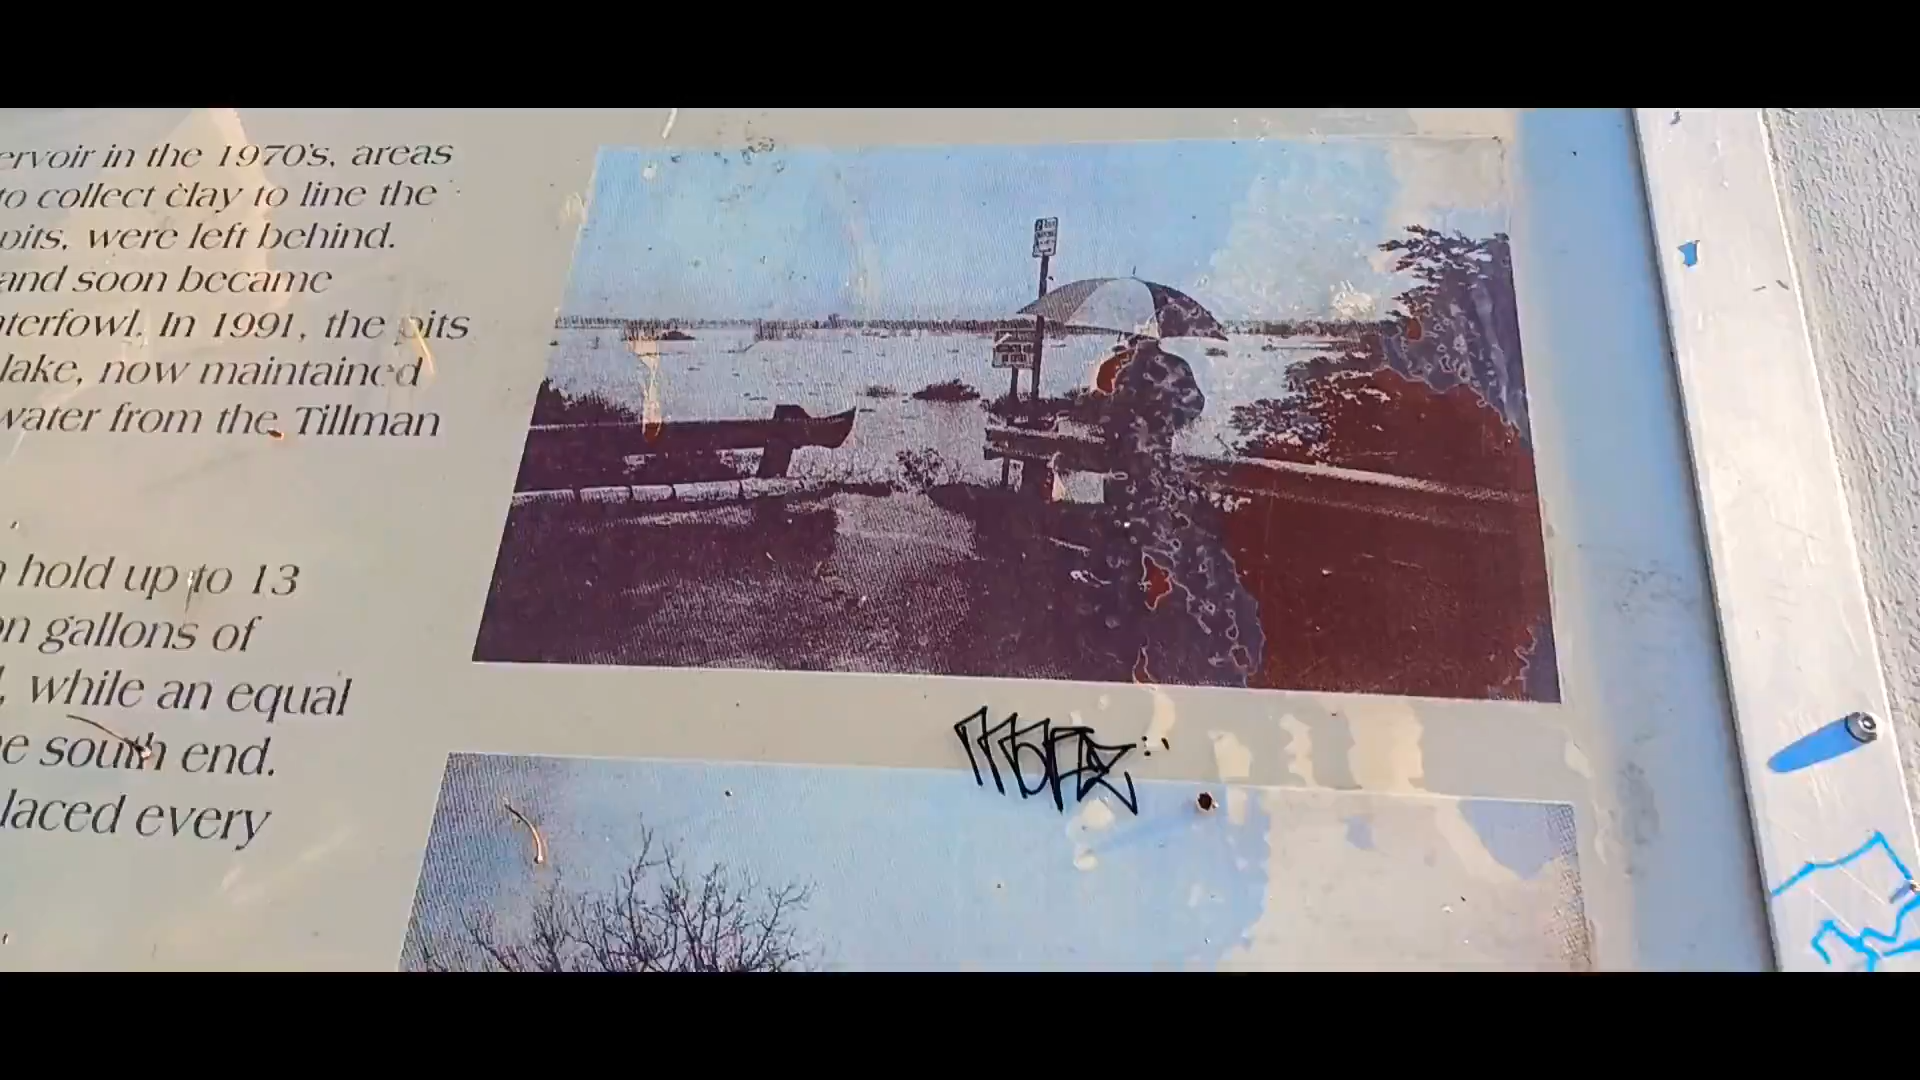 ervoir in the 1970's, areas
to collect clay to line the
pits, were left behind.
and soon became
terfowl. In 1991, the pits
lake, now maintained
water from the Tillman
hold up to 13
on gallons of
, while an equal
e south end.
laced every